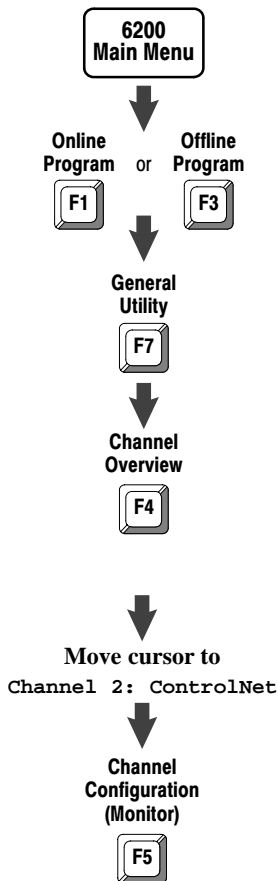 6200
Main Menu
Online Program or Offline Program
F1 F3
General
Utility
F7
Channel
Overview
F4
Move cursor to
Channel 2: ControlNet
Channel
Configuration
(Monitor)
F5